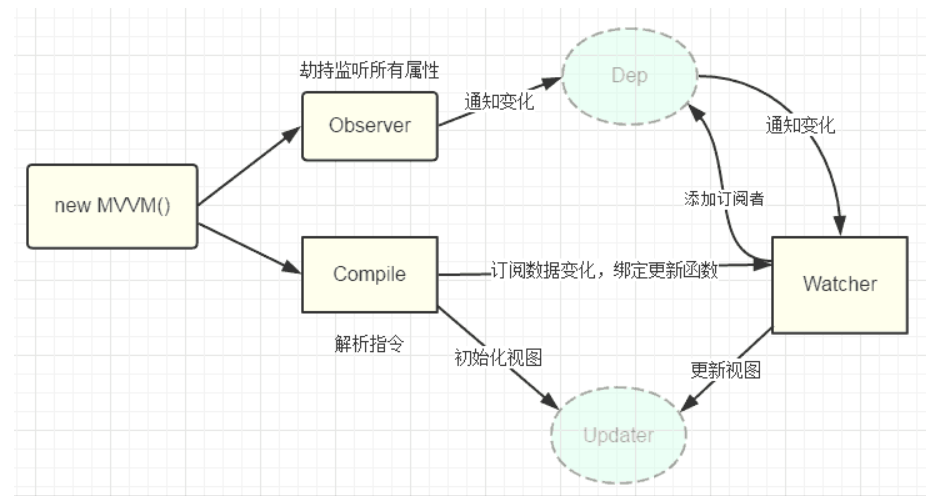 劫持监听所有属性
Dep
Observer
通知变化
通知变化
new MVVM()
添加订阅者
Compile
订阅数据变化，绑定更新函数
Watcher
解析指令
初始化视图
更新视图
Updater